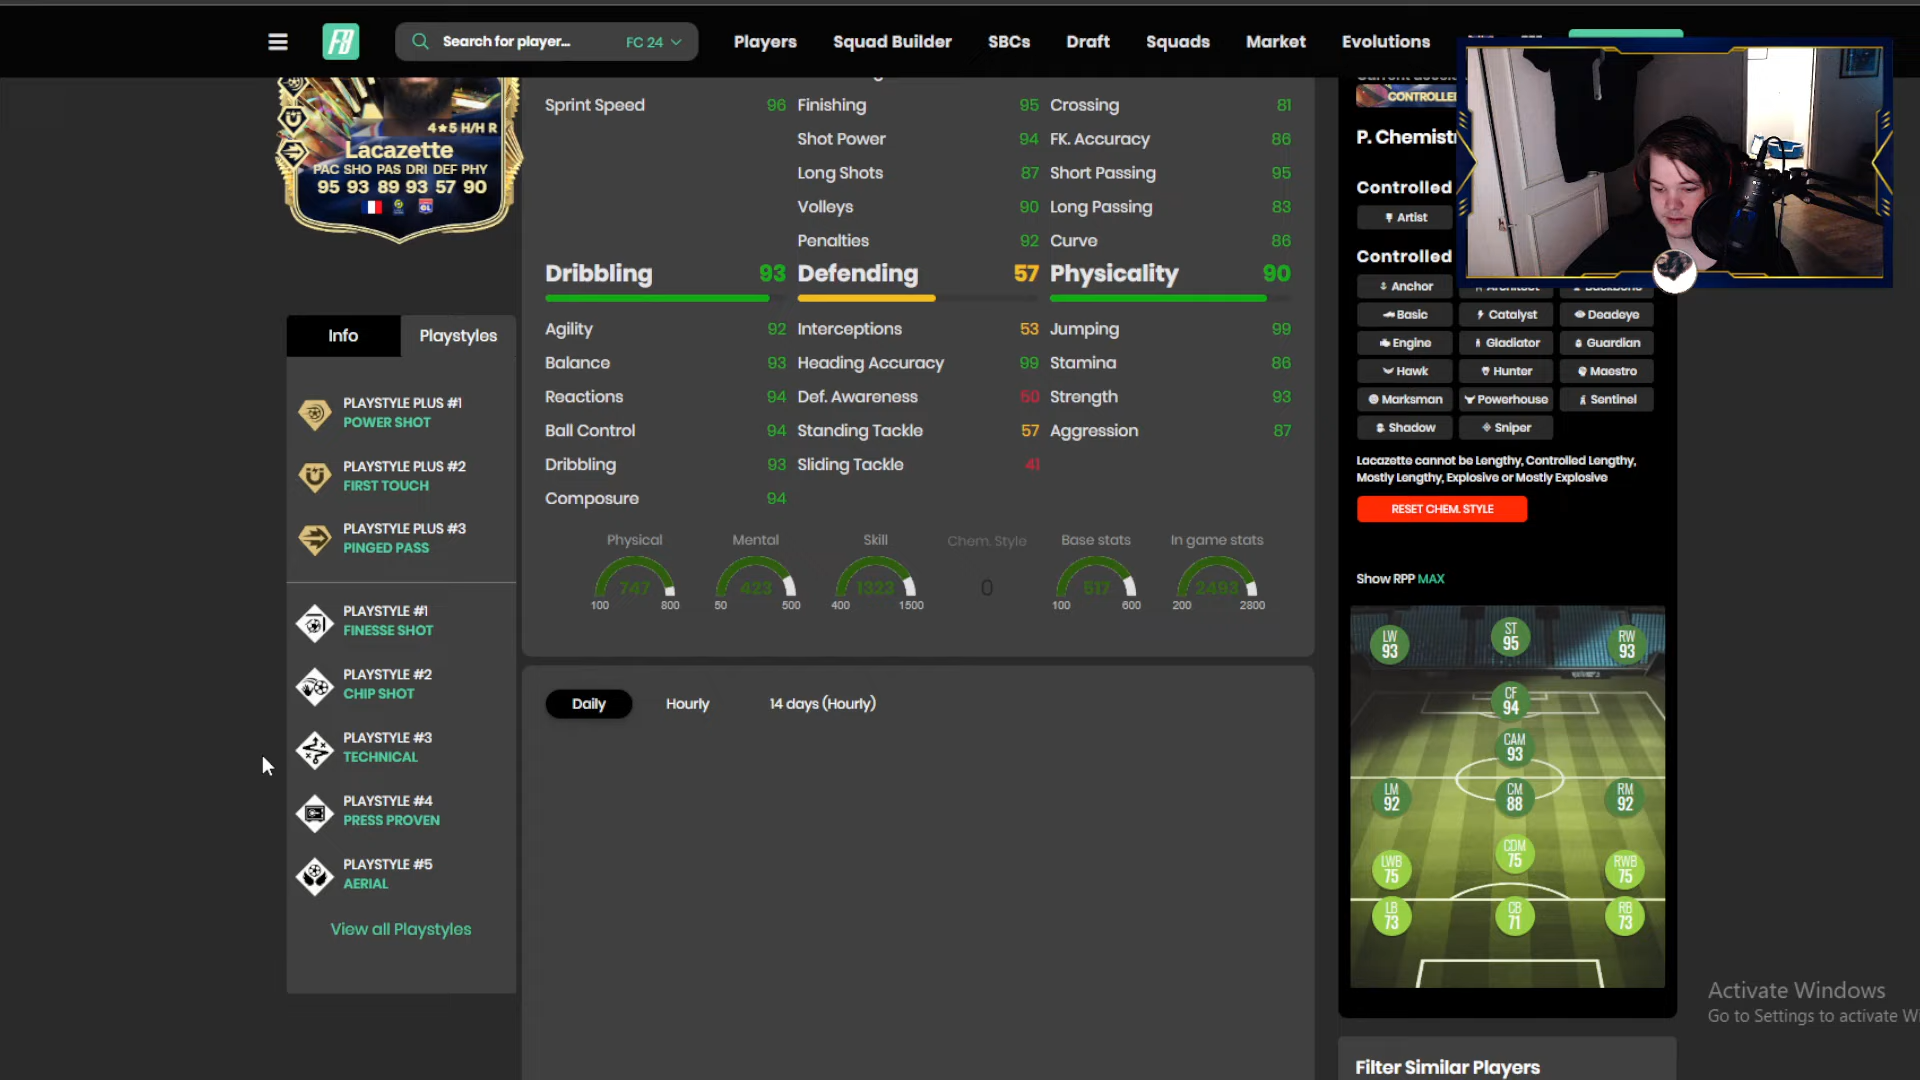 Search for player...
FC 24
Players
Squad Builder
SBCs
Draft
Squads
Market
Evolutions
4★5 H/H R
Lacazette
PAC SHO PAS DRI DEF PHY
95 93 89 93 57 90
Info
Playstyles
PLAYSTYLE PLUS #1
POWER SHOT
PLAYSTYLE PLUS #2
FIRST TOUCH
PLAYSTYLE PLUS #3
PINGED PASS
PLAYSTYLE #1
FINESSE SHOT
PLAYSTYLE #2
CHIP SHOT
PLAYSTYLE #3
TECHNICAL
PLAYSTYLE #4
PRESS PROVEN
PLAYSTYLE #5
AERIAL
View all Playstyles
Sprint Speed 96 Finishing 95 Crossing 81
Shot Power 94 FK. Accuracy 86
Long Shots 87 Short Passing 95
Volleys 90 Long Passing 83
Penalties 92 Curve 86
Dribbling 93 Defending 57 Physicality 90
Agility 92 Interceptions 53 Jumping 99
Balance 93 Heading Accuracy 99 Stamina 86
Reactions 94 Def. Awareness 50 Strength 93
Ball Control 94 Standing Tackle 57 Aggression 87
Dribbling 93 Sliding Tackle 41
Composure 94
Physical Mental Skill Chem. Style Base stats In game stats
747 423 1323 0 517 2493
100 800 50 500 400 1500 100 600 200 2800
Daily
Hourly
14 days (Hourly)
CONTROLLE
P. Chemist
Controlled
Artist
Controlled
Anchor Architect Backbone
Basic Catalyst Deadeye
Engine Gladiator Guardian
Hawk Hunter Maestro
Marksman Powerhouse Sentinel
Shadow Sniper
Lacazette cannot be Lengthy, Controlled Lengthy,
Mostly Lengthy, Explosive or Mostly Explosive
RESET CHEM. STYLE
Show RPP MAX
LW
93
ST
95
RW
93
CF
94
CAM
93
LM
92
CM
88
RM
92
LWB
75
CDM
75
RWB
75
LB
73
CB
71
RB
73
Filter Similar Players
Activate Windows
Go to Settings to activate Wi